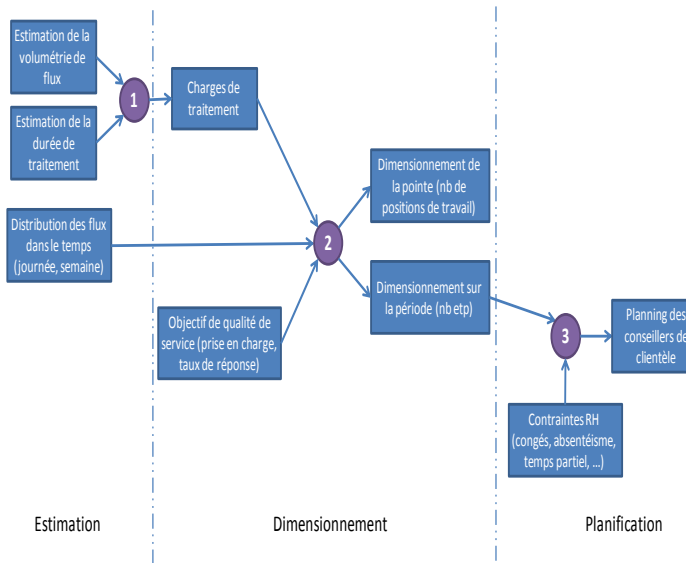 Estimation de la
volumétrie de
flux
1
Estimation de la
durée de
traitement
Charges de
traitement
Distribution des flux
dans le temps
(journée, semaine)
2
Dimensionnement de
la pointe (nb de
positions de travail)
Dimensionnement sur
la période (nb etp)
Objectif de qualité de
service (prise en charge,
taux de réponse)
3
Planning des
conseillers de
clientèle
Contraintes RH
(congés, absentéisme,
temps partiel, ...)
Estimation
Dimensionnement
Planification